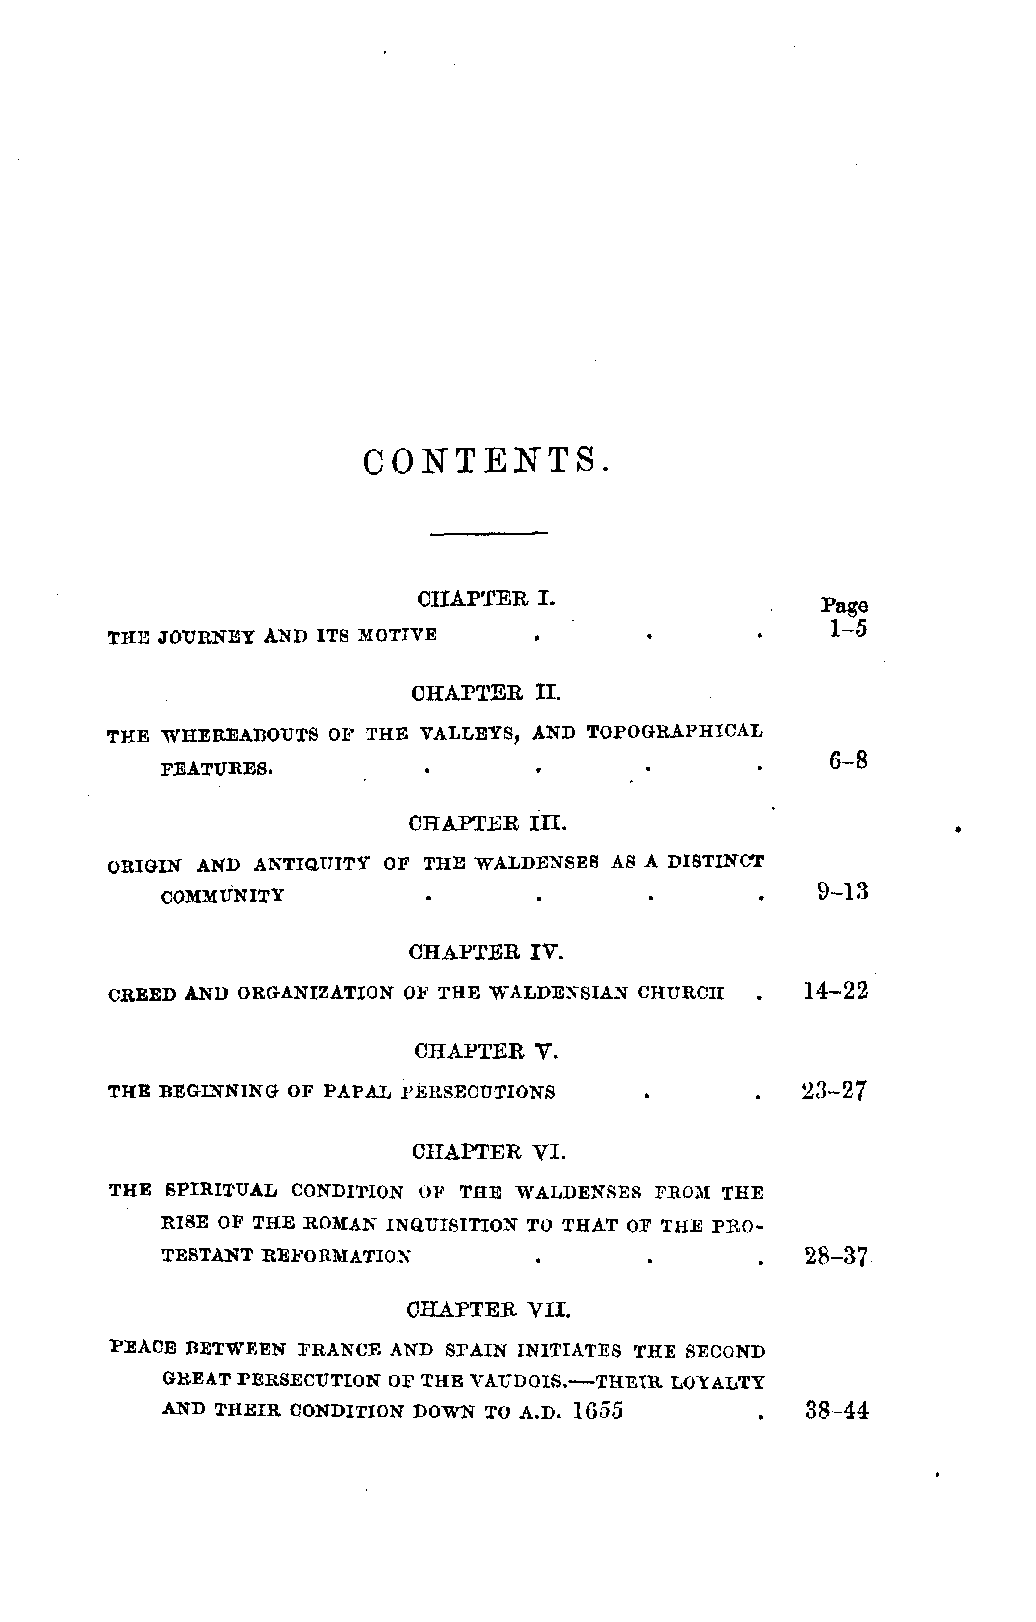 CONTENTS.
CHAPTER I.
Page
THE JOURNEY AND ITS MOTIVE . . . 1–5
CHAPTER II.
THE WHEREABOUTS OF THE VALLEYS, AND TOPOGRAPHICAL
FEATURES. . . . . 6–8
CHAPTER III.
ORIGIN AND ANTIQUITY OF THE WALDENSES AS A DISTINCT
COMMUNITY . . . . 9–13
CHAPTER IV.
CREED AND ORGANIZATION OF THE WALDENSIAN CHURCH . 14–22
CHAPTER V.
THE BEGINNING OF PAPAL PERSECUTIONS . . 23–27
CHAPTER VI.
THE SPIRITUAL CONDITION OF THE WALDENSES FROM THE
RISE OF THE ROMAN INQUISITION TO THAT OF THE PRO-
TESTANT REFORMATION . . . 28–37
CHAPTER VII.
PEACE BETWEEN FRANCE AND SPAIN INITIATES THE SECOND
GREAT PERSECUTION OF THE VAUDOIS.—THEIR LOYALTY
AND THEIR CONDITION DOWN TO A.D. 1655 . 38–44